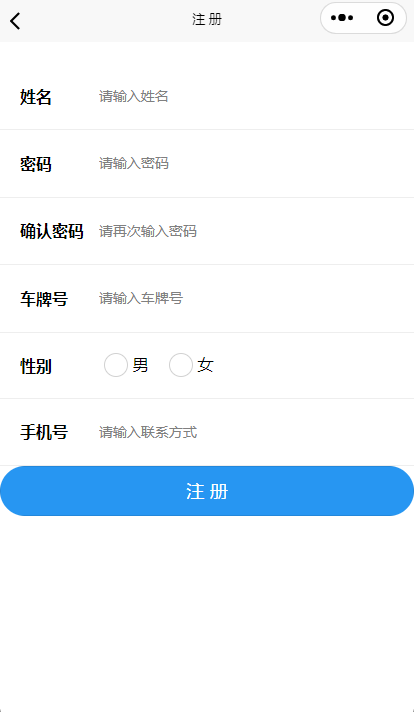 注册
姓名 请输入姓名
密码 请输入密码
确认密码 请再次输入密码
车牌号 请输入车牌号
性别 男 女
手机号 请输入联系方式
注 册